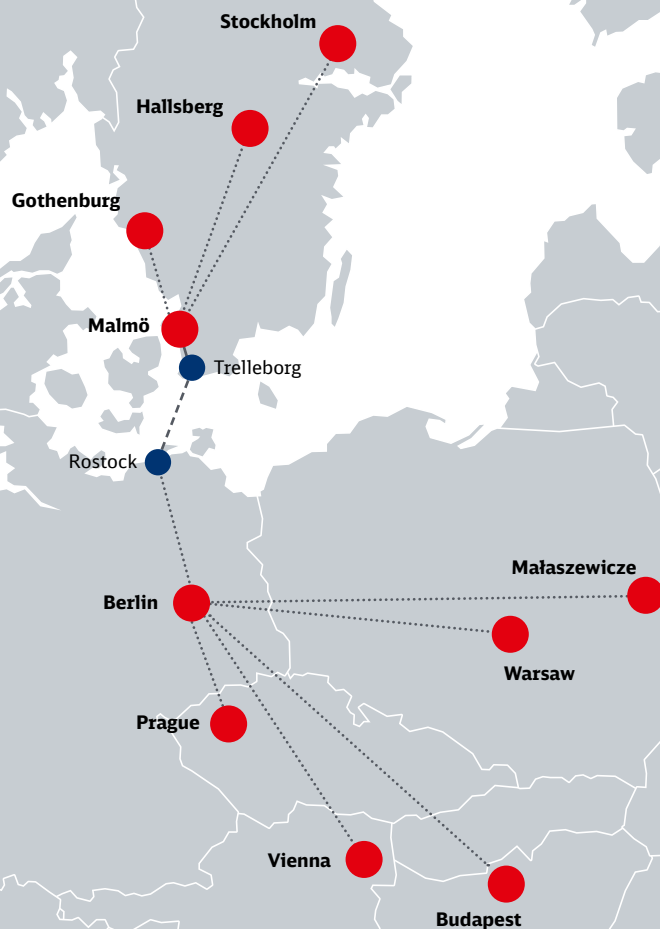 Stockholm
Hallsberg
Gothenburg
Malmö
Trelleborg
Rostock
Małaszewicze
Berlin
Warsaw
Prague
Vienna
Budapest